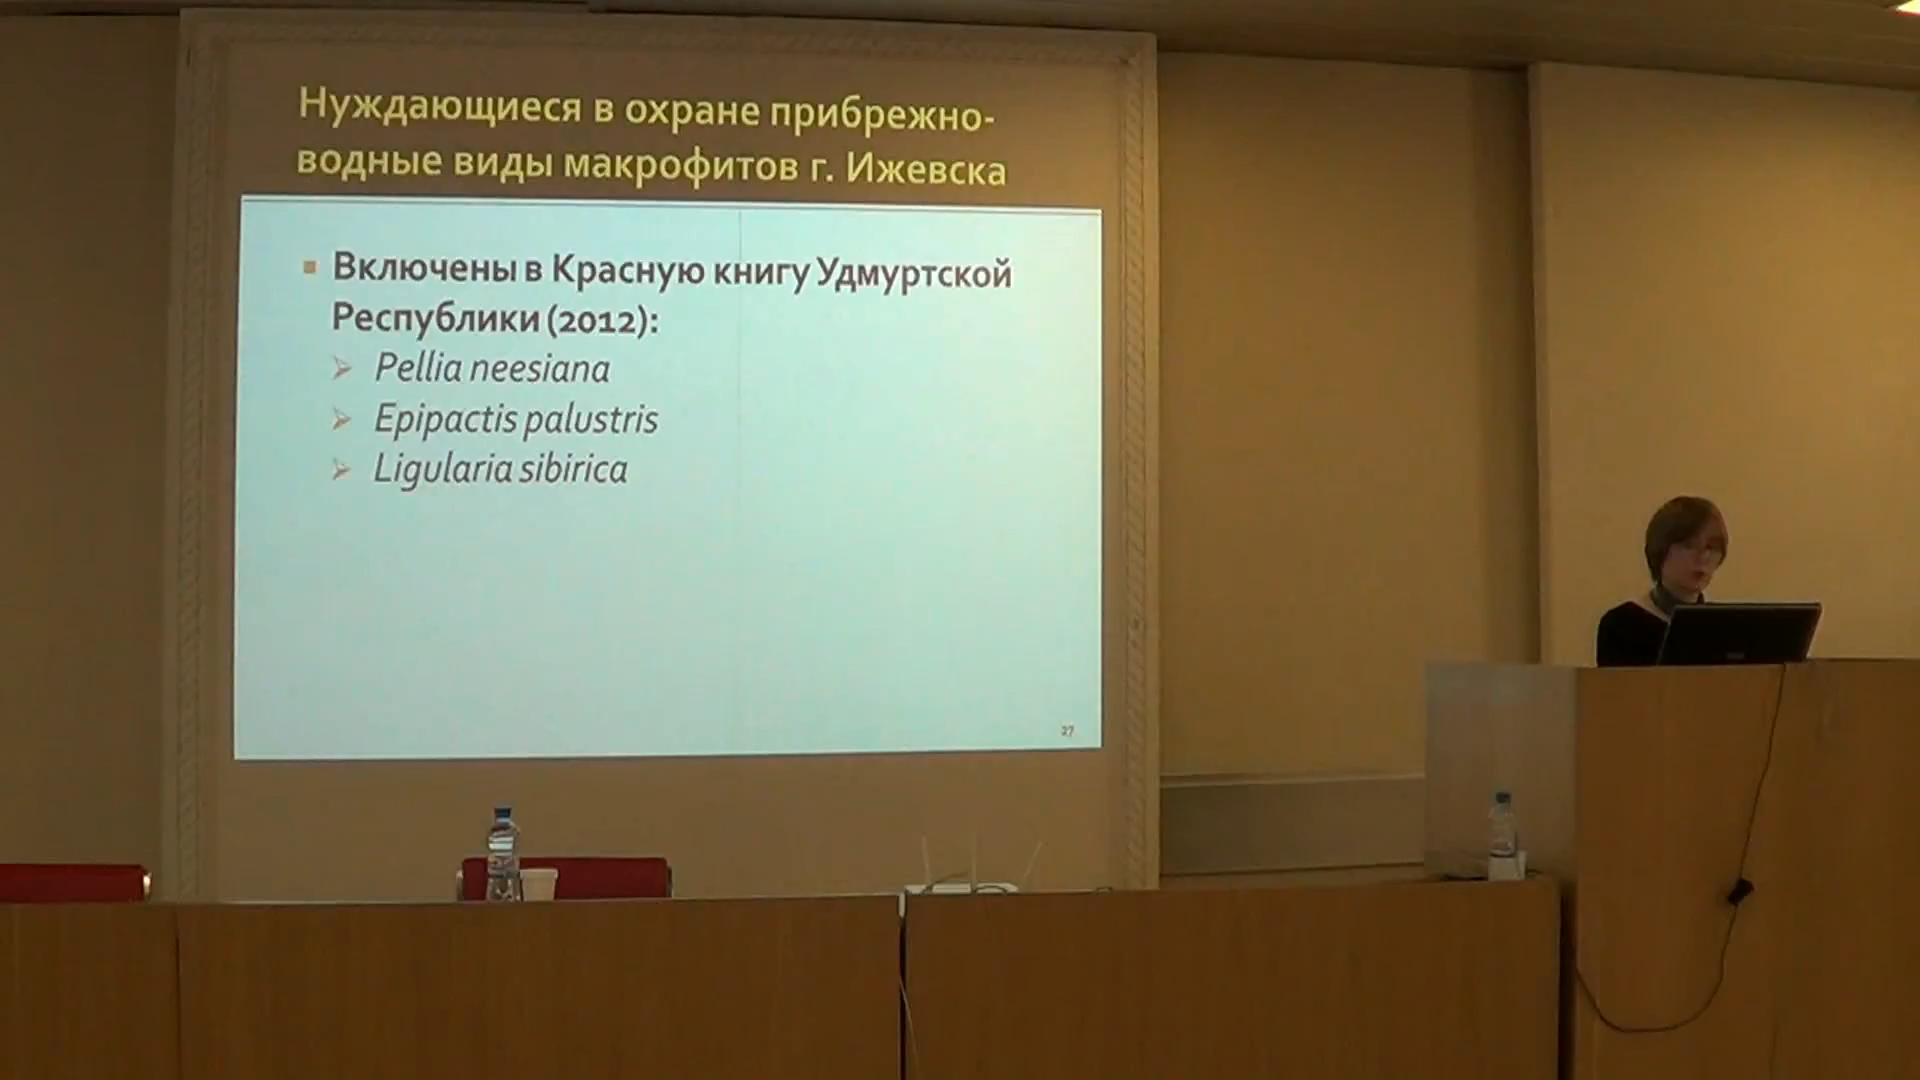 Нуждающиеся в охране прибрежно-
водные виды макрофитов г. Ижевска
Включены в Красную книгу Удмуртской
Республики (2012):
Pellia neesiana
Epipactis palustris
Ligularia sibirica
27